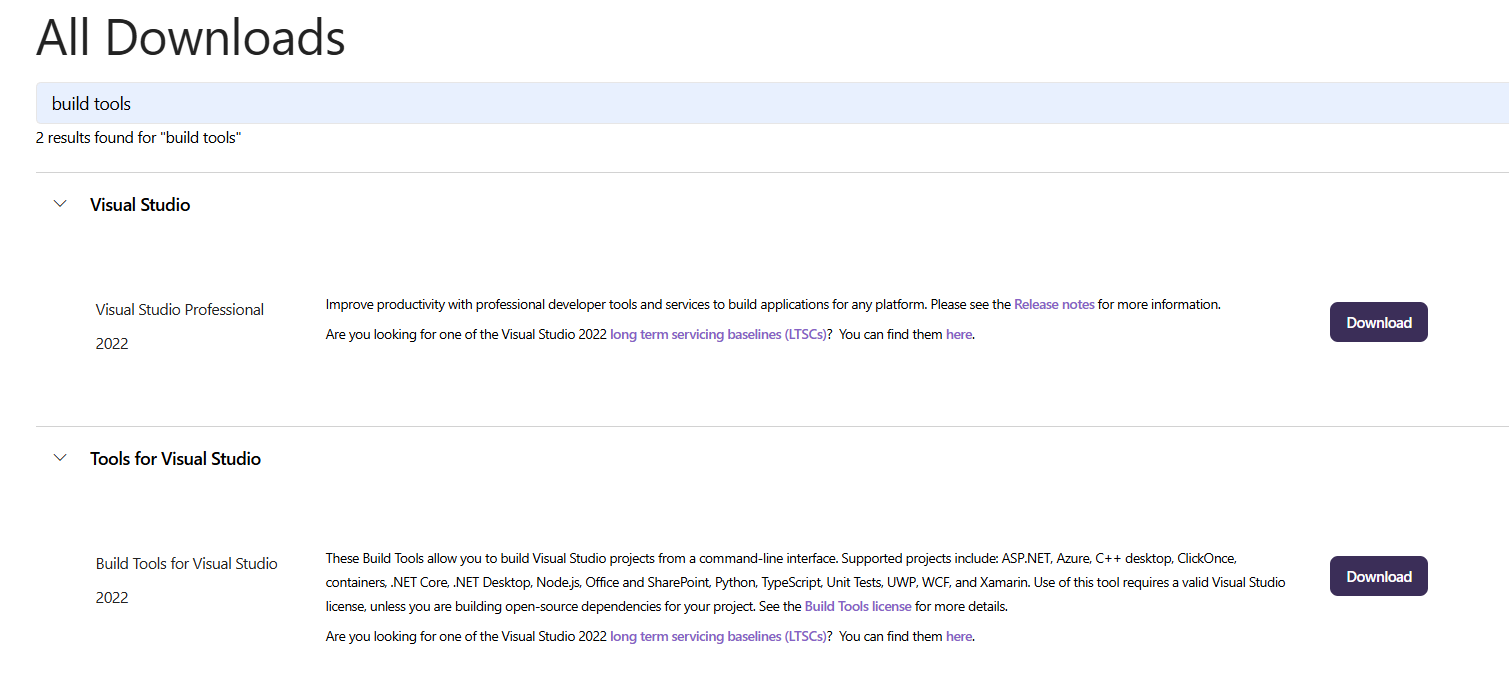 All Downloads
build tools
2 results found for "build tools"
Visual Studio
Visual Studio Professional
2022
Improve productivity with professional developer tools and services to build applications for any platform. Please see the Release notes for more information.
Are you looking for one of the Visual Studio 2022 long term servicing baselines (LTSCs)? You can find them here.
Download
Tools for Visual Studio
Build Tools for Visual Studio
2022
These Build Tools allow you to build Visual Studio projects from a command-line interface. Supported projects include: ASP.NET, Azure, C++ desktop, ClickOnce,
containers, .NET Core, .NET Desktop, Node.js, Office and SharePoint, Python, TypeScript, Unit Tests, UWP, WCF, and Xamarin. Use of this tool requires a valid Visual Studio
license, unless you are building open-source dependencies for your project. See the Build Tools license for more details.
Are you looking for one of the Visual Studio 2022 long term servicing baselines (LTSCs)? You can find them here.
Download